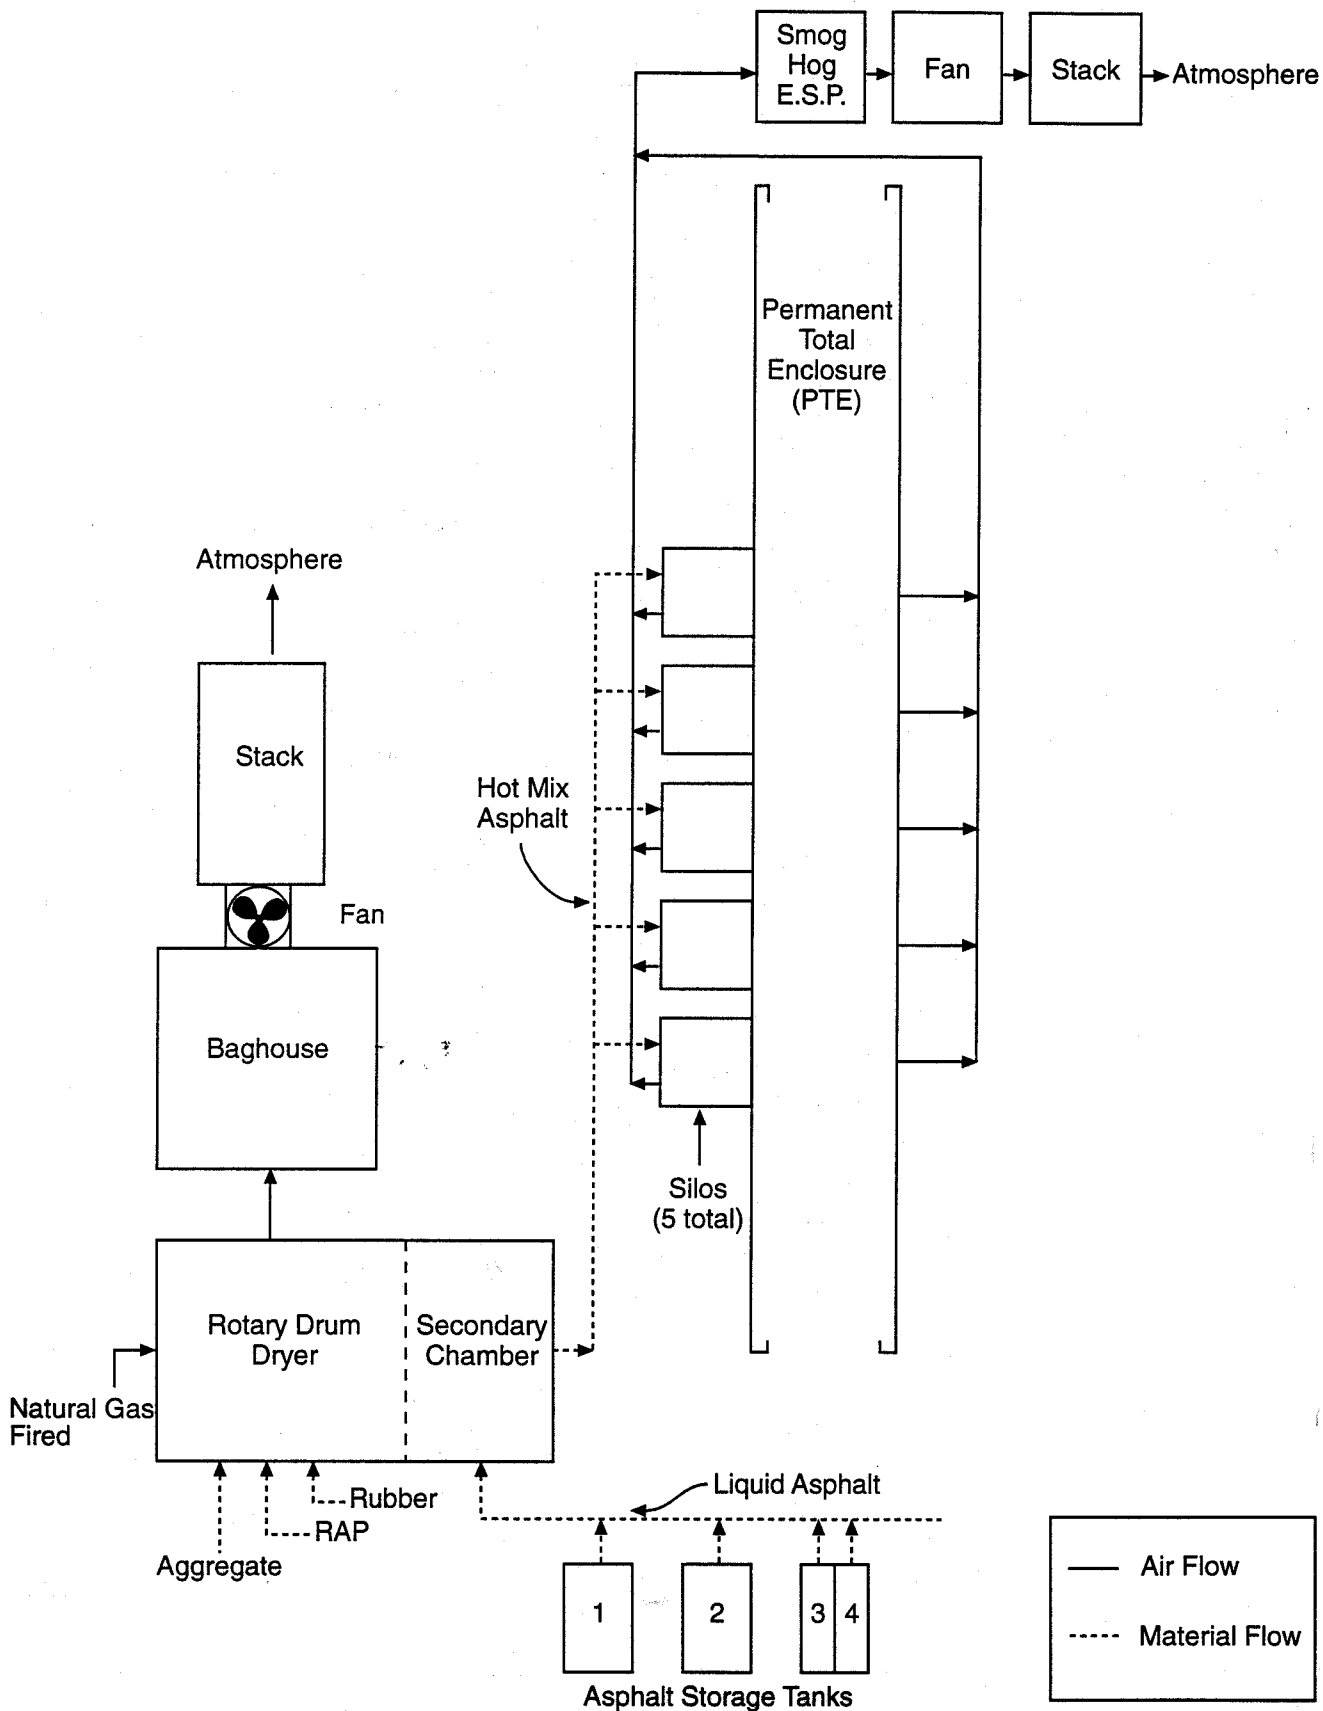 Smog
Hog
E.S.P.
Fan
Stack
Atmosphere
Permanent
Total
Enclosure
(PTE)
Atmosphere
Stack
Hot Mix
Asphalt
Fan
Baghouse
Silos
(5 total)
Rotary Drum
Dryer
Secondary
Chamber
Natural Gas
Fired
Liquid Asphalt
Rubber
RAP
Aggregate
1
2
3
4
Asphalt Storage Tanks
Air Flow
Material Flow